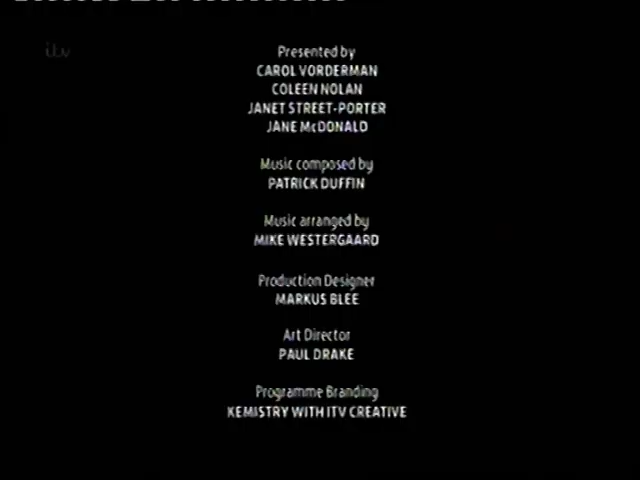 itv
Presented by
CAROL VORDERMAN
COLEEN NOLAN
JANET STREET-PORTER
JANE McDONALD
Music composed by
PATRICK DUFFIN
Music arranged by
MIKE WESTERGAARD
Production Designer
MARKUS BLEE
Art Director
PAUL DRAKE
Programme Branding
KEMISTRY WITH ITV CREATIVE